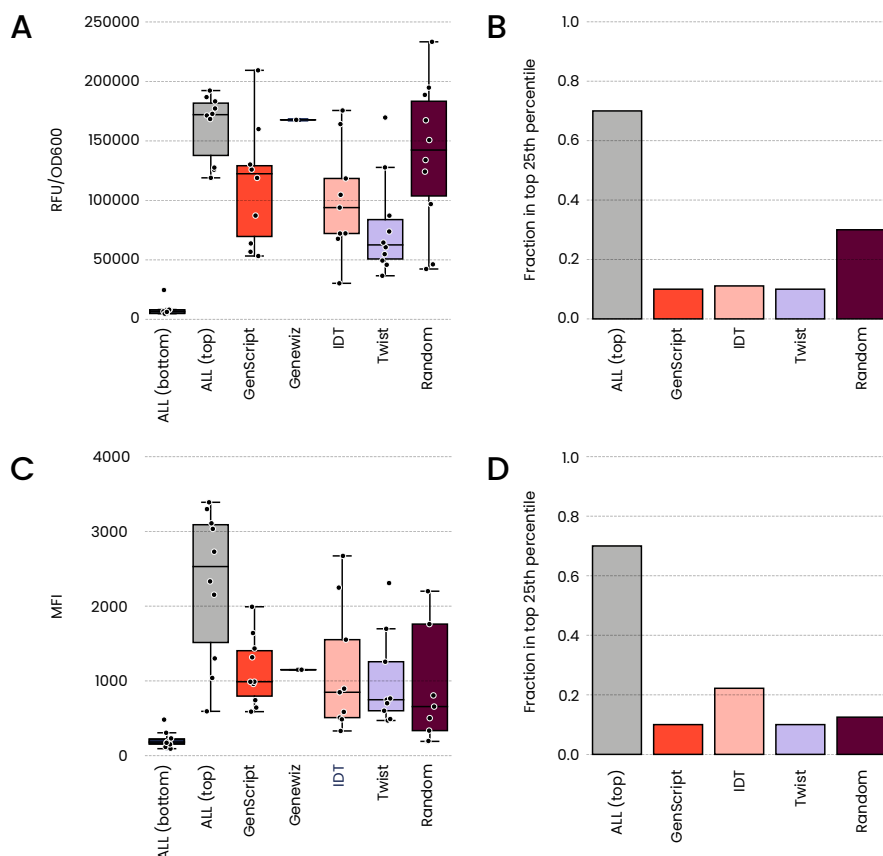 A
RFU/OD600
250000
200000
150000
100000
50000
0
ALL (bottom)
ALL (top)
GenScript
Genewiz
IDT
Twist
Random
B
Fraction in top 25th percentile
1.0
0.8
0.6
0.4
0.2
0.0
ALL (top)
GenScript
IDT
Twist
Random
C
MFI
4000
3000
2000
1000
0
ALL (bottom)
ALL (top)
GenScript
Genewiz
IDT
Twist
Random
D
Fraction in top 25th percentile
1.0
0.8
0.6
0.4
0.2
0.0
ALL (top)
GenScript
IDT
Twist
Random